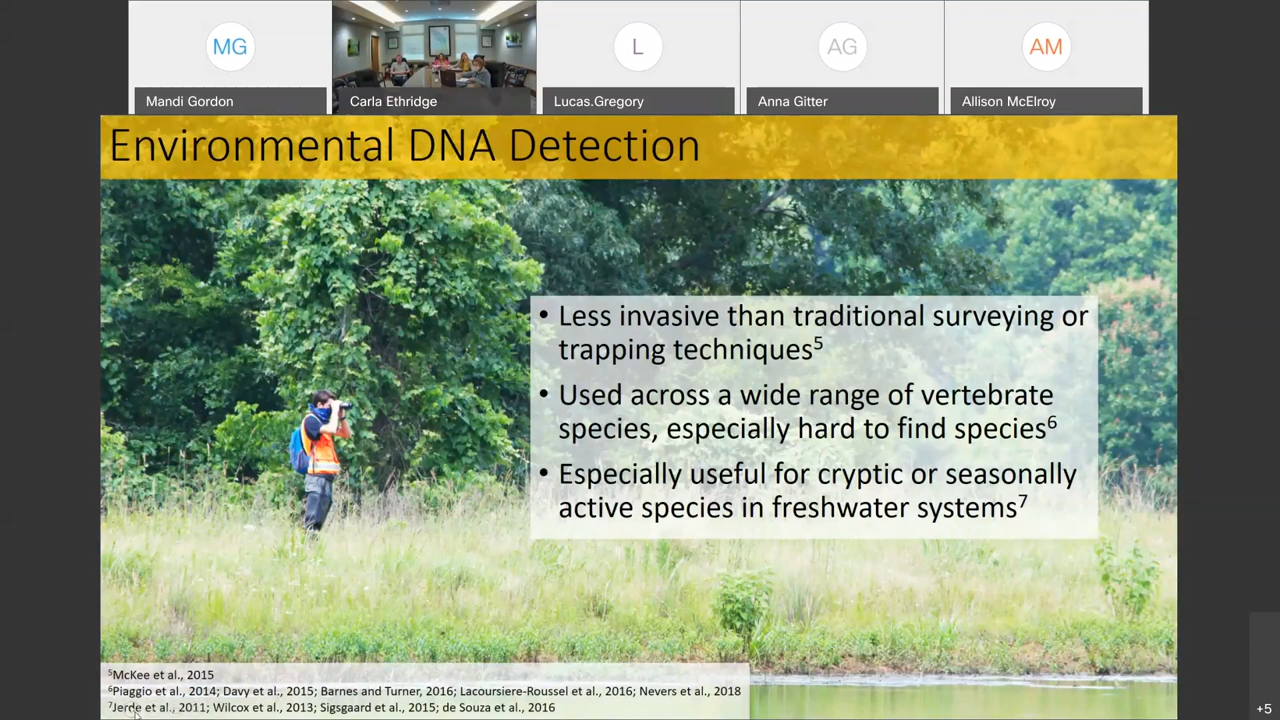 MG
L
AG
AM
Mandi Gordon
Carla Ethridge
Lucas.Gregory
Anna Gitter
Allison McElroy
Environmental DNA Detection
• Less invasive than traditional surveying or
trapping techniques⁵
• Used across a wide range of vertebrate
species, especially hard to find species⁶
• Especially useful for cryptic or seasonally
active species in freshwater systems⁷
⁵McKee et al., 2015
⁶Piaggio et al., 2014; Davy et al., 2015; Barnes and Turner, 2016; Lacoursiere-Roussel et al., 2016; Nevers et al., 2018
⁷Jerde et al., 2011; Wilcox et al., 2013; Sigsgaard et al., 2015; de Souza et al., 2016
+5